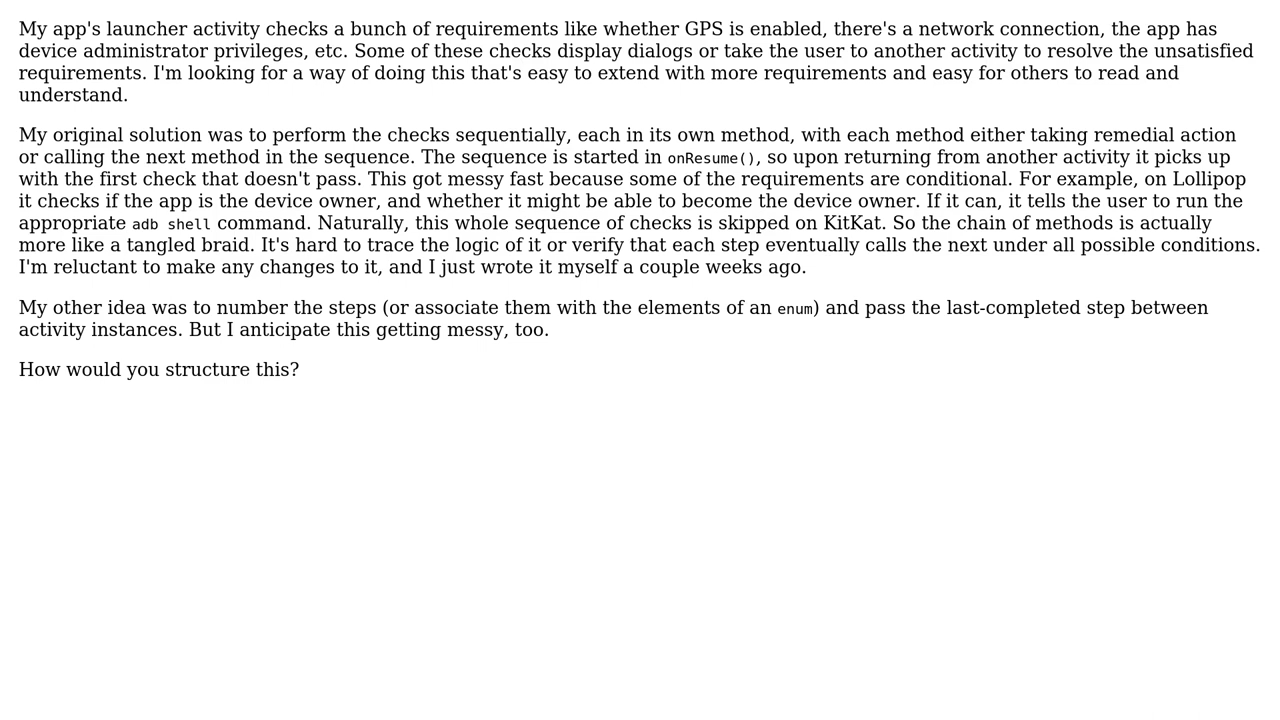 My app's launcher activity checks a bunch of requirements like whether GPS is enabled, there's a network connection, the app has
device administrator privileges, etc. Some of these checks display dialogs or take the user to another activity to resolve the unsatisfied
requirements. I'm looking for a way of doing this that's easy to extend with more requirements and easy for others to read and
understand.
My original solution was to perform the checks sequentially, each in its own method, with each method either taking remedial action
or calling the next method in the sequence. The sequence is started in onResume(), so upon returning from another activity it picks up
with the first check that doesn't pass. This got messy fast because some of the requirements are conditional. For example, on Lollipop
it checks if the app is the device owner, and whether it might be able to become the device owner. If it can, it tells the user to run the
appropriate adb shell command. Naturally, this whole sequence of checks is skipped on KitKat. So the chain of methods is actually
more like a tangled braid. It's hard to trace the logic of it or verify that each step eventually calls the next under all possible conditions.
I'm reluctant to make any changes to it, and I just wrote it myself a couple weeks ago.
My other idea was to number the steps (or associate them with the elements of an enum) and pass the last-completed step between
activity instances. But I anticipate this getting messy, too.
How would you structure this?